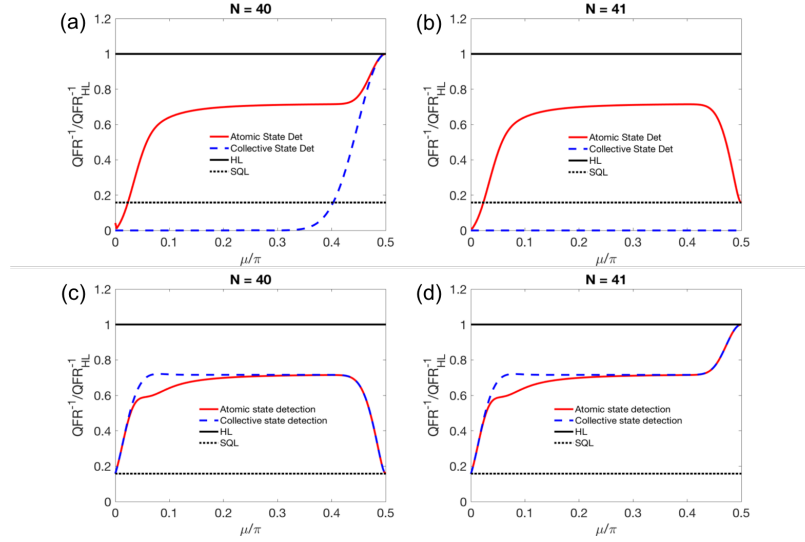 (a)
N = 40
QFR⁻¹/QFR⁻¹_HL
1.2
1
0.8
0.6
0.4
0.2
0
Atomic State Det
Collective State Det
HL
SQL
0 0.1 0.2 0.3 0.4 0.5
μ/π
(b)
N = 41
QFR⁻¹/QFR⁻¹_HL
1.2
1
0.8
0.6
0.4
0.2
0
Atomic State Det
Collective State Det
HL
SQL
0 0.1 0.2 0.3 0.4 0.5
μ/π
(c)
N = 40
QFR⁻¹/QFR⁻¹_HL
1.2
1
0.8
0.6
0.4
0.2
0
Atomic state detection
Collective state detection
HL
SQL
0 0.1 0.2 0.3 0.4 0.5
μ/π
(d)
N = 41
QFR⁻¹/QFR⁻¹_HL
1.2
1
0.8
0.6
0.4
0.2
0
Atomic state detection
Collective state detection
HL
SQL
0 0.1 0.2 0.3 0.4 0.5
μ/π